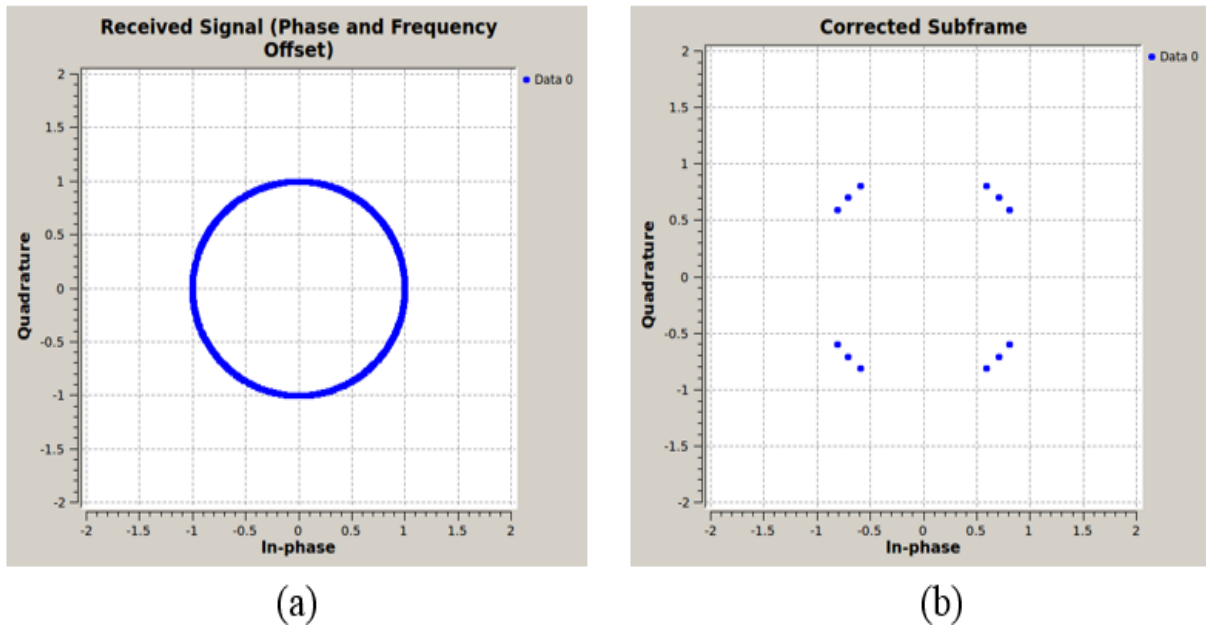 Received Signal (Phase and Frequency
Offset)
Data 0
2
1.5
1
0.5
0
-0.5
-1
-1.5
-2
Quadrature
-2 -1.5 -1 -0.5 0 0.5 1 1.5 2
In-phase
(a)
Corrected Subframe
Data 0
2
1.5
1
0.5
0
-0.5
-1
-1.5
-2
Quadrature
-2 -1.5 -1 -0.5 0 0.5 1 1.5 2
In-phase
(b)